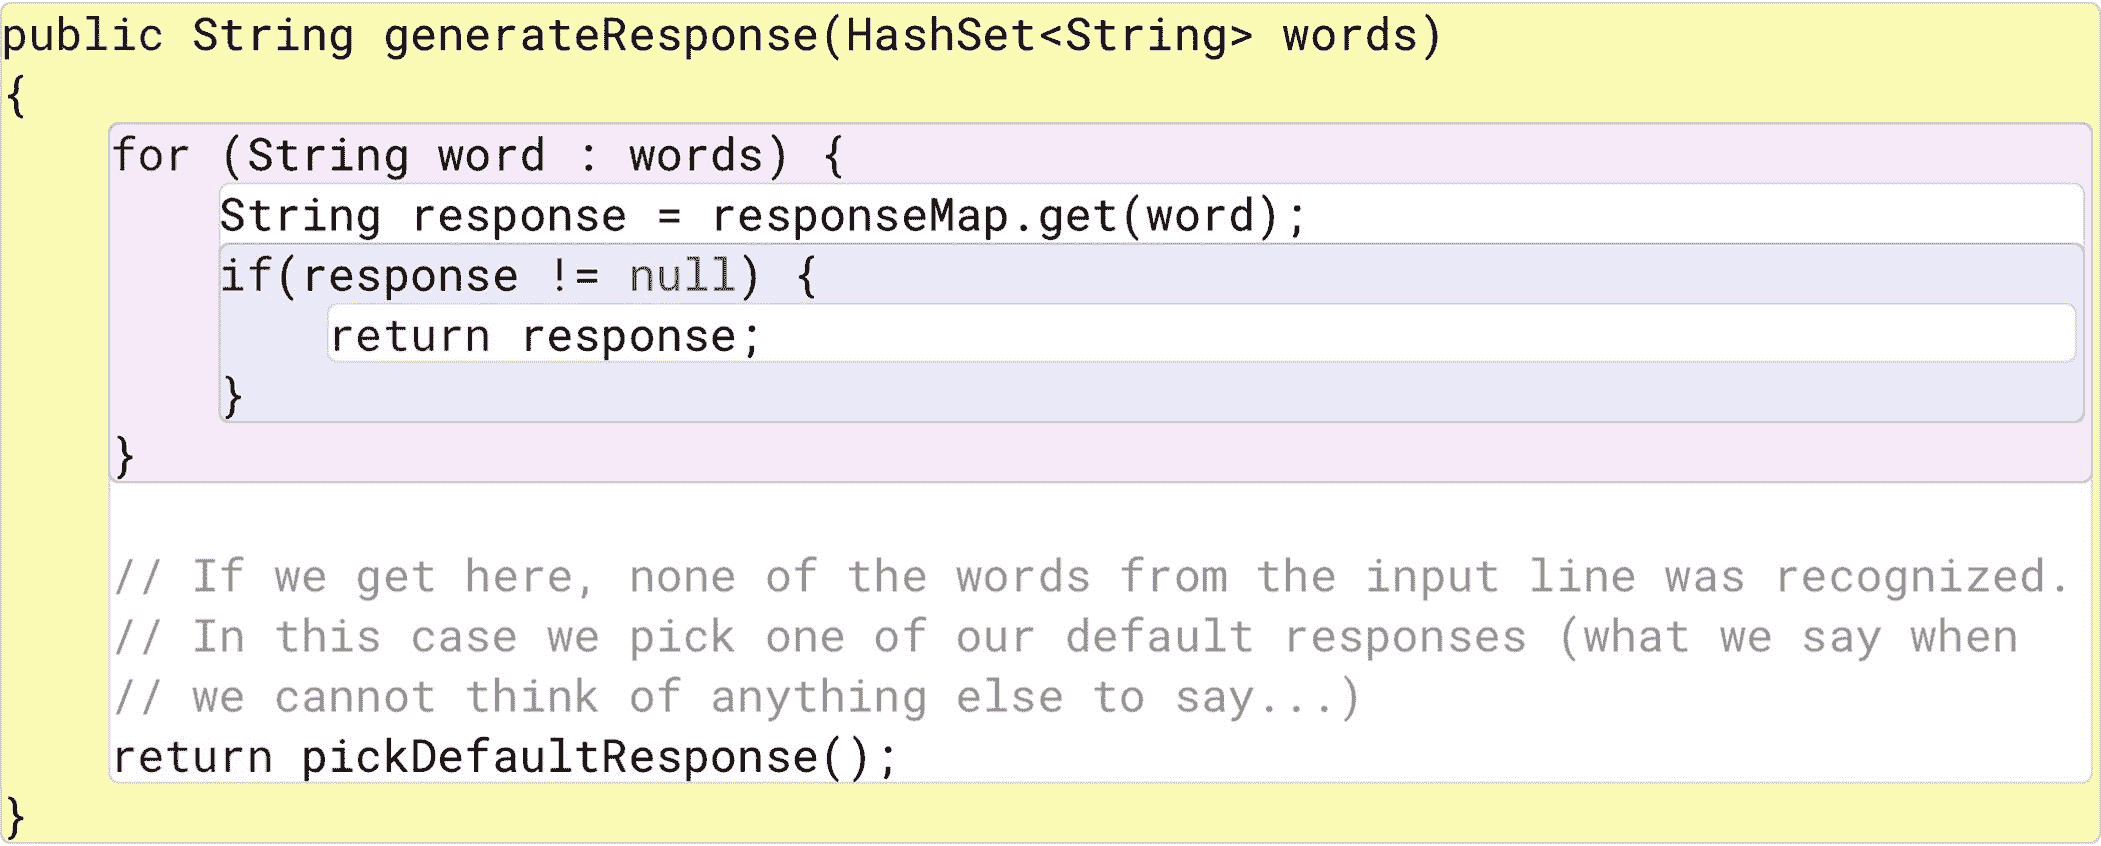 public String generateResponse(HashSet<String> words)
{
for (String word : words) {
String response = responseMap.get(word);
if(response != null) {
return response;
}
}
// If we get here, none of the words from the input line was recognized.
// In this case we pick one of our default responses (what we say when
// we cannot think of anything else to say...)
return pickDefaultResponse();
}